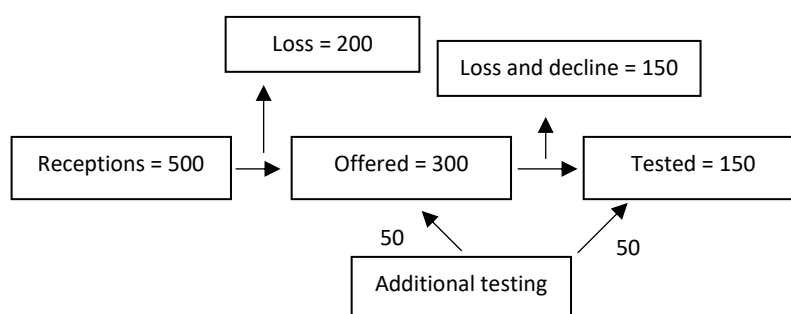 Loss = 200
Loss and decline = 150
Receptions = 500
Offered = 300
Tested = 150
50
50
Additional testing